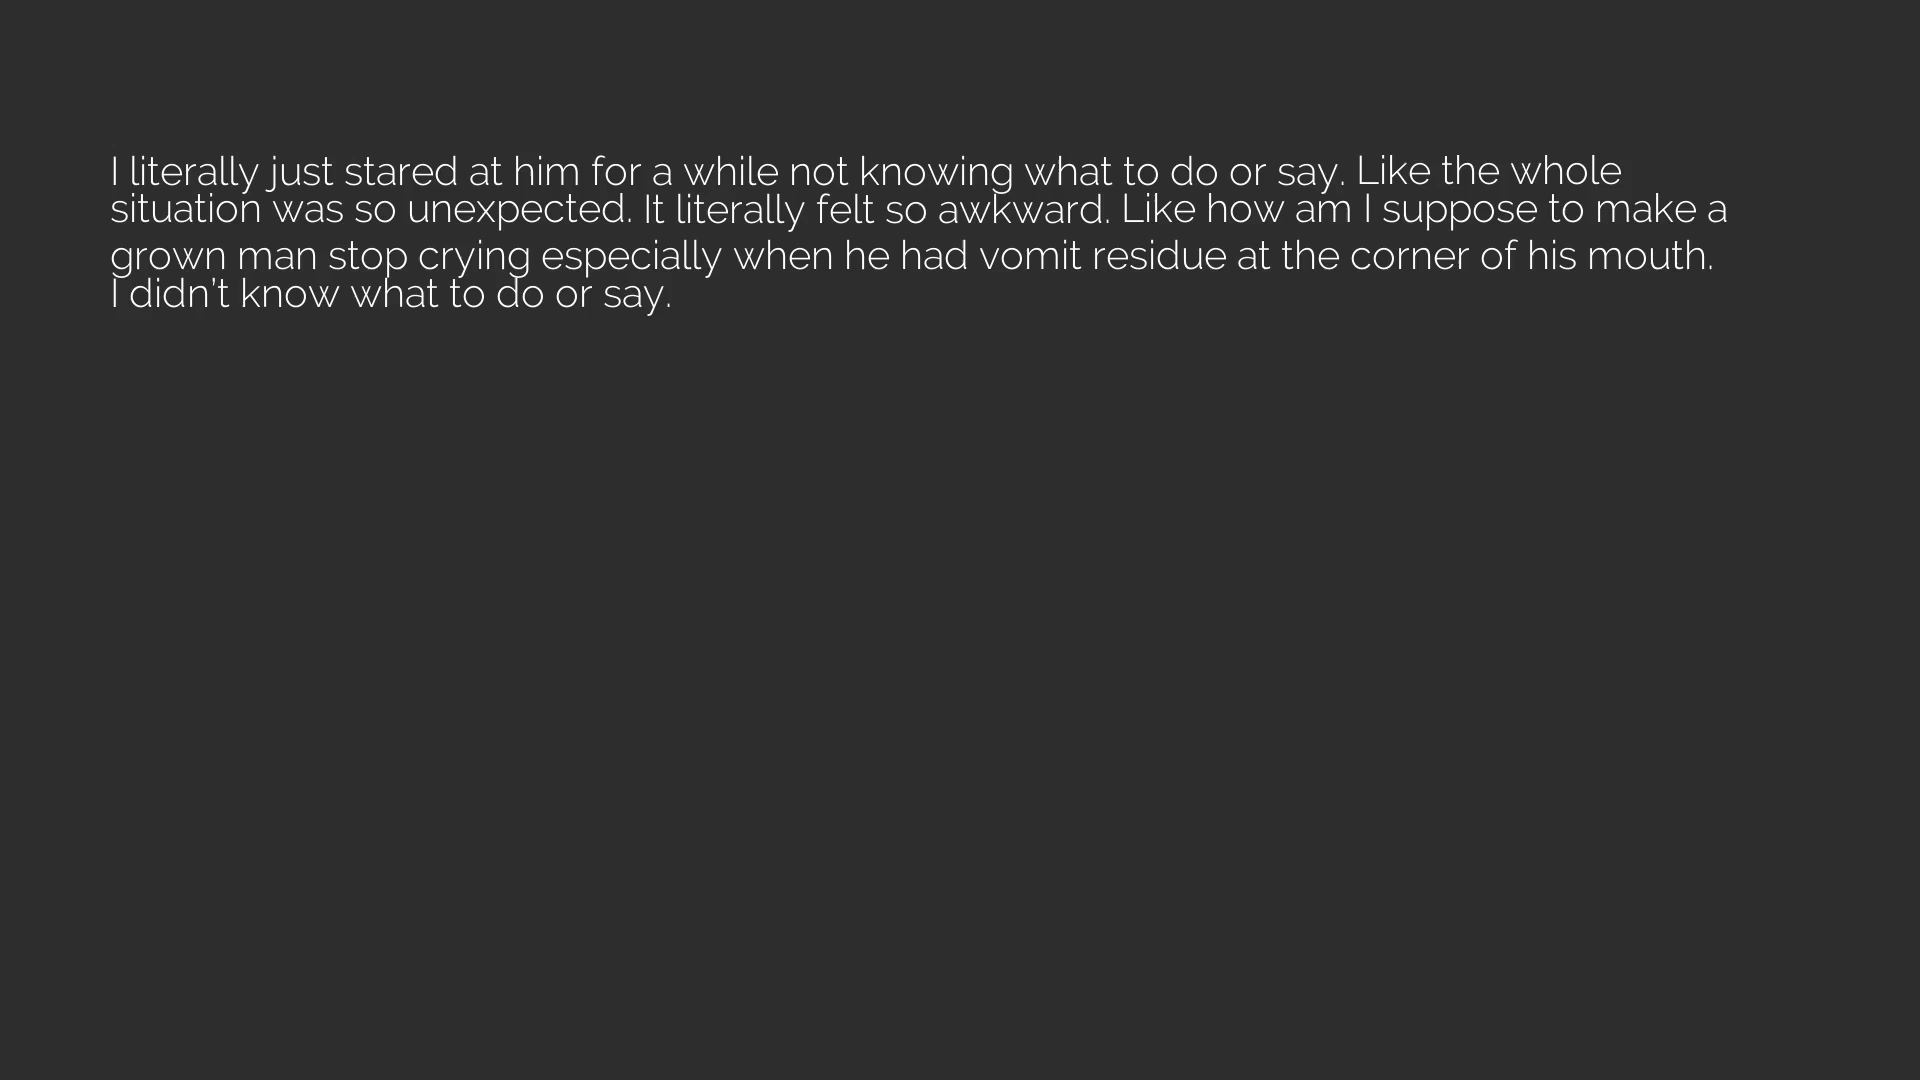 I literally just stared at him for a while not knowing what to do or say. Like the whole
situation was so unexpected. It literally felt so awkward. Like how am I suppose to make a
grown man stop crying especially when he had vomit residue at the corner of his mouth.
I didn't know what to do or say.